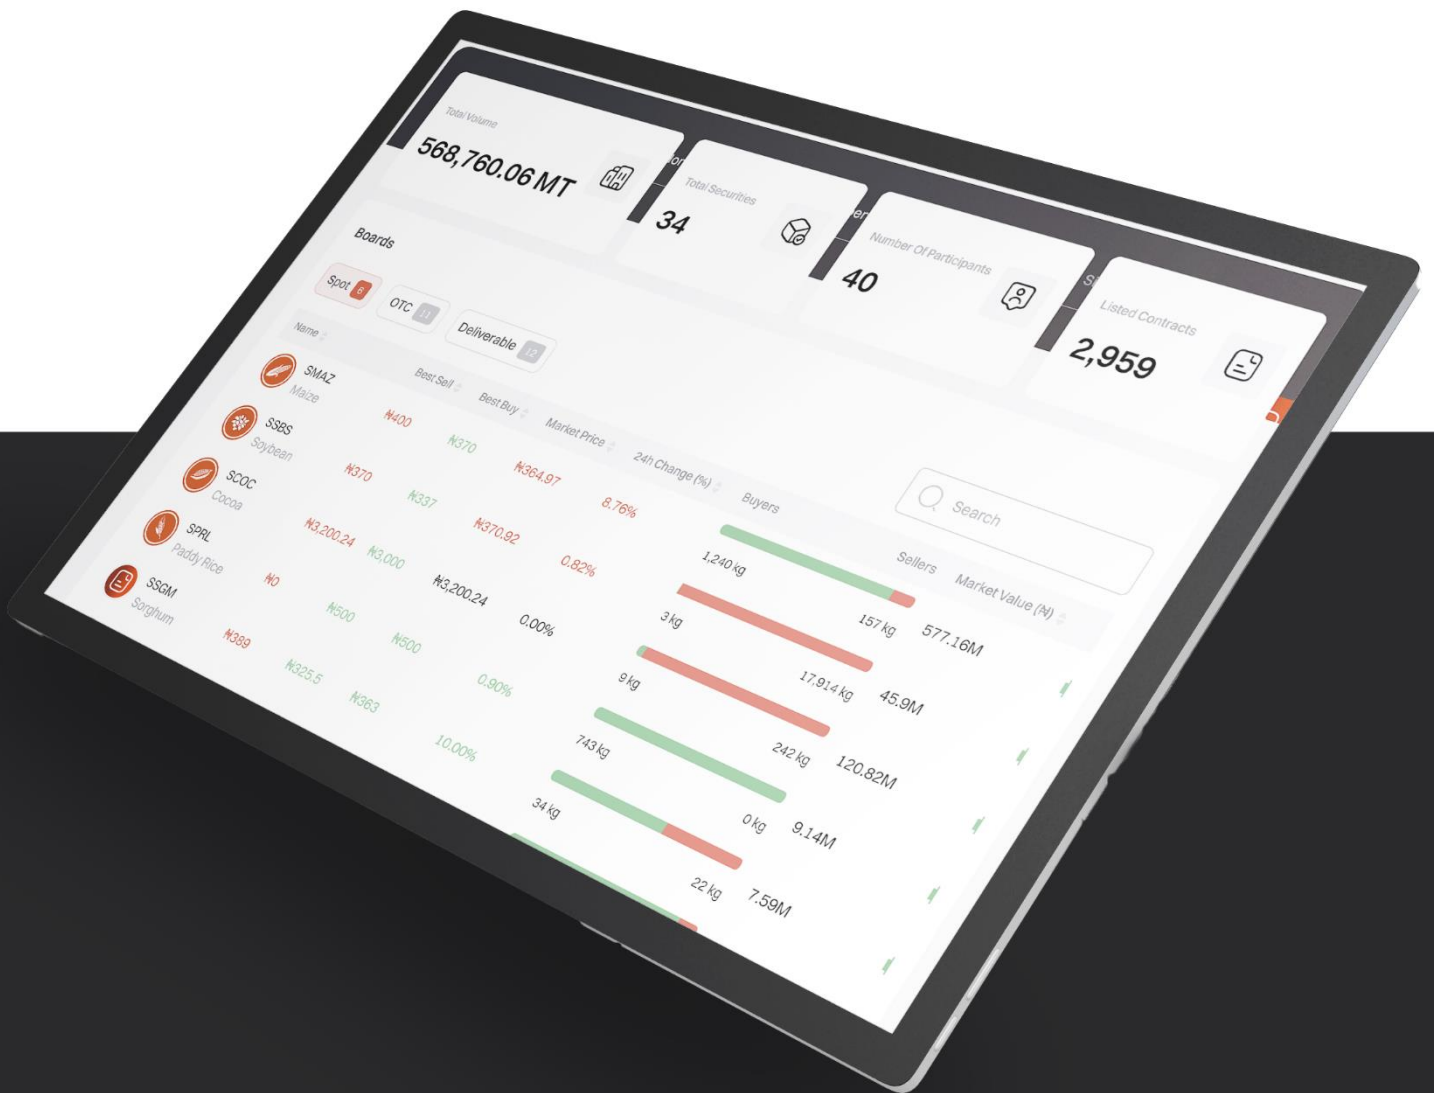 Total Volume
568,760.06 MT
Total Securities
34
Number Of Participants
40
Listed Contracts
2,959
Boards
Spot 8
OTC 11
Deliverable 12
Search
Name Best Sell Best Buy Market Price 24h Change (%) Buyers Sellers Market Value (₦)
SMAZ
Maize
₦400 ₦370 ₦364.97 8.76% 1,240 kg 157 kg 577.16M
SSBS
Soybean
₦370 ₦337 ₦370.92 0.82% 3 kg 17,914 kg 45.9M
SCOC
Cocoa
₦3,200.24 ₦3,000 ₦3,200.24 0.00% 9 kg 242 kg 120.82M
SPRL
Paddy Rice
₦0 ₦500 ₦500 0.90% 743 kg 0 kg 9.14M
SSGM
Sorghum
₦389 ₦325.5 ₦363 10.00% 34 kg 22 kg 7.59M